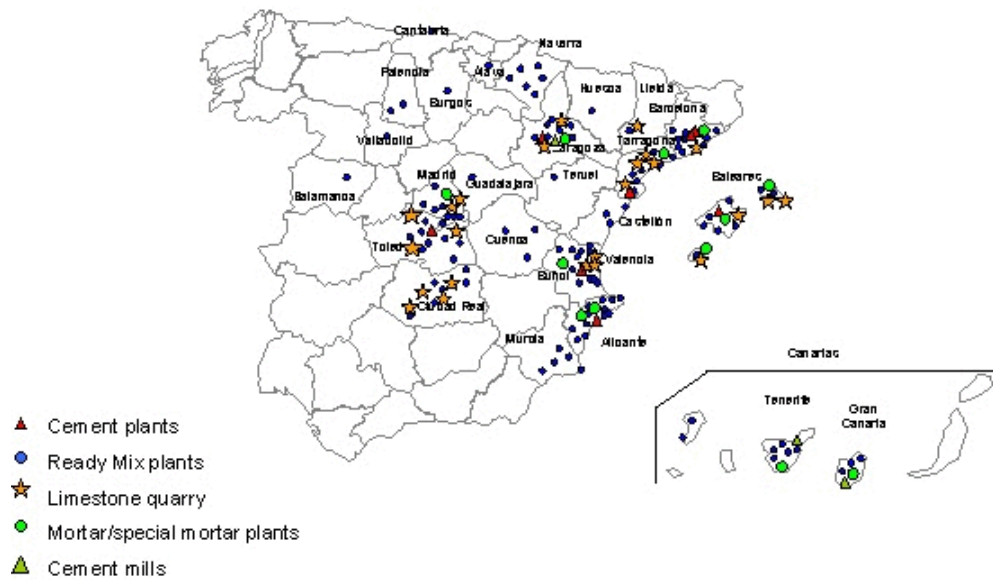 Cantabria
Navarra
Palencia
Alava
Huesca
Lleida
Burgos
Barcelona
Valladolid
Zaragoza
Tarragona
Madrid
Guadalajara
Teruel
Baleares
Salamanca
Castellón
Toledo
Cuenca
Valencia
Buñol
Ciudad Real
Murcia
Alicante
Canarias
Tenerife
Gran
Canaria
Cement plants
Ready Mix plants
Limestone quarry
Mortar/special mortar plants
Cement mills